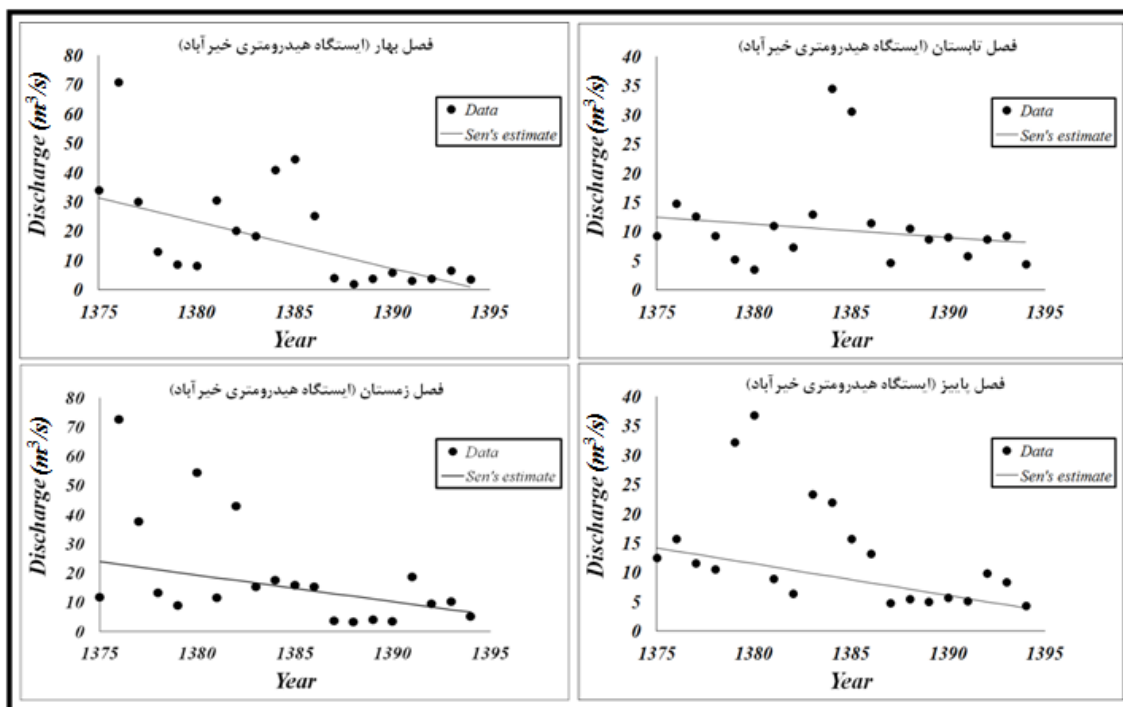 فصل بهار (ایستگاه هیدرومتری خیرآباد)
80
70
60
50
40
30
20
10
0
Discharge (m³/s)
Data
Sen's estimate
1375 1380 1385 1390 1395
Year
فصل تابستان (ایستگاه هیدرومتری خیرآباد)
40
35
30
25
20
15
10
5
0
Discharge (m³/s)
Data
Sen's estimate
1375 1380 1385 1390 1395
Year
فصل زمستان (ایستگاه هیدرومتری خیرآباد)
80
70
60
50
40
30
20
10
0
Discharge (m³/s)
Data
Sen's estimate
1375 1380 1385 1390 1395
Year
فصل پاییز (ایستگاه هیدرومتری خیرآباد)
40
35
30
25
20
15
10
5
0
Discharge (m³/s)
Data
Sen's estimate
1375 1380 1385 1390 1395
Year